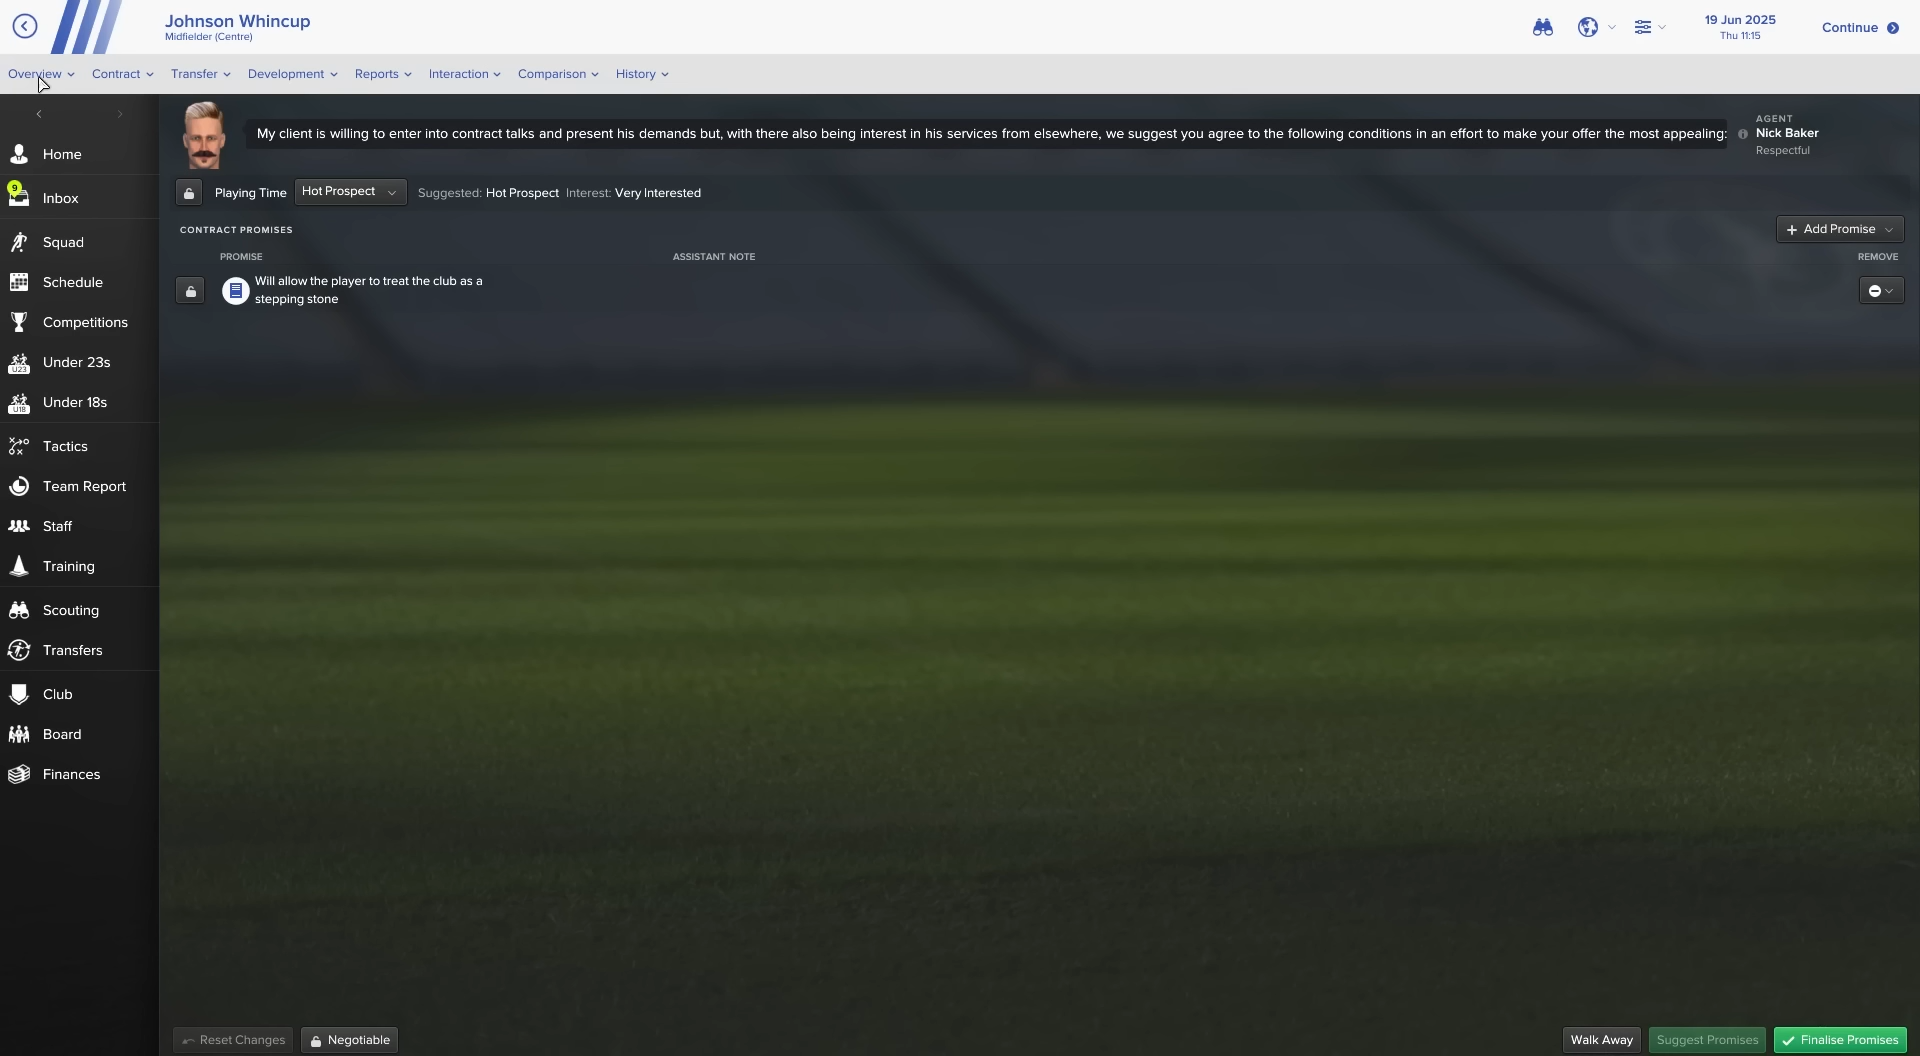 Johnson Whincup
Midfielder (Centre)
19 Jun 2025
Thu 11:15
Continue
Overview
Contract
Transfer
Development
Reports
Interaction
Comparison
History
Home
9
Inbox
Squad
Schedule
Competitions
U23
Under 23s
U18
Under 18s
Tactics
Team Report
Staff
Training
Scouting
Transfers
Club
Board
Finances
My client is willing to enter into contract talks and present his demands but, with there also being interest in his services from elsewhere, we suggest you agree to the following conditions in an effort to make your offer the most appealing:
AGENT
Nick Baker
Respectful
Playing Time Hot Prospect Suggested: Hot Prospect Interest: Very Interested
CONTRACT PROMISES
Add Promise
PROMISE
ASSISTANT NOTE
REMOVE
Will allow the player to treat the club as a
stepping stone
Reset Changes
Negotiable
Walk Away
Suggest Promises
Finalise Promises